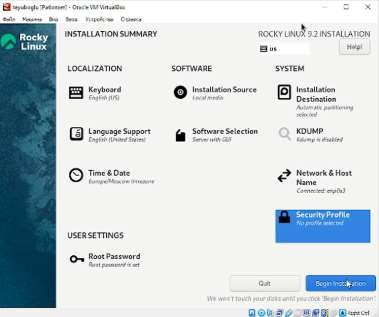 teyuboglu [Работает] - Oracle VM VirtualBox
Файл Машина Вид Ввод Устройства Справка
Rocky
Linux
INSTALLATION SUMMARY
ROCKY LINUX 9.2 INSTALLATION
us
Help!
LOCALIZATION
SOFTWARE
SYSTEM
Keyboard
English (US)
Installation Source
Local media
Installation
Destination
Automatic partitioning
selected
Language Support
English (United States)
Software Selection
Server with GUI
KDUMP
Kdump is disabled
Time & Date
Europe/Moscow timezone
Network & Host
Name
Connected: enp0s3
Security Profile
No profile selected
USER SETTINGS
Root Password
Root password is set
Quit
Begin Installation
We won't touch your disks until you click 'Begin Installation'.
Right Ctrl